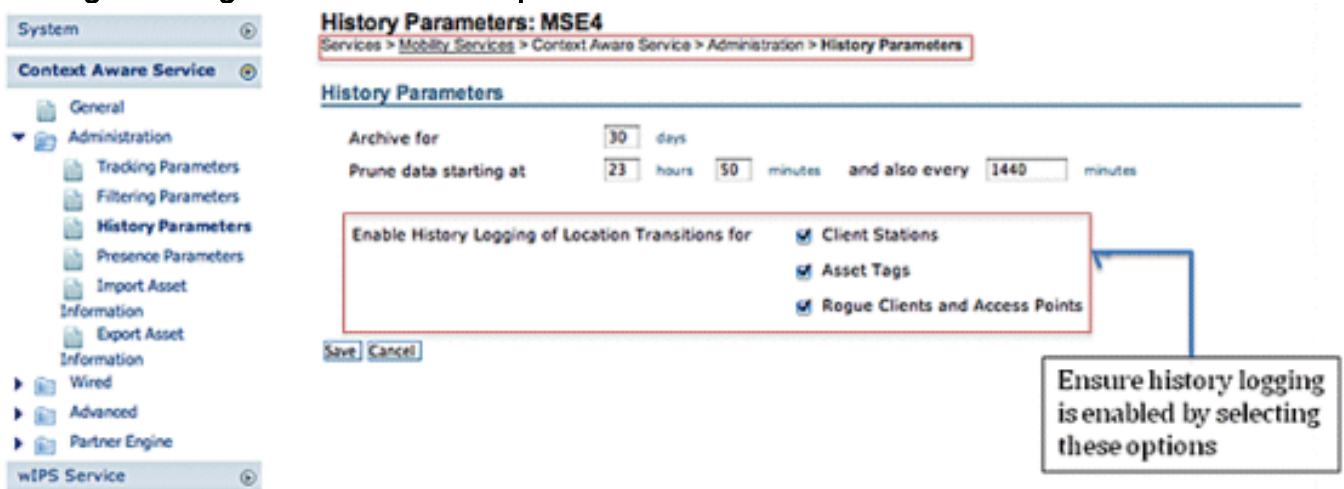 System
Context Aware Service
General
Administration
Tracking Parameters
Filtering Parameters
History Parameters
Presence Parameters
Import Asset
Information
Export Asset
Information
Wired
Advanced
Partner Engine
wIPS Service
History Parameters: MSE4
Services > Mobility Services > Context Aware Service > Administration > History Parameters
History Parameters
Archive for 30 days
Prune data starting at 23 hours 50 minutes and also every 1440 minutes
Enable History Logging of Location Transitions for
Client Stations
Asset Tags
Rogue Clients and Access Points
Save Cancel
Ensure history logging
is enabled by selecting
these options